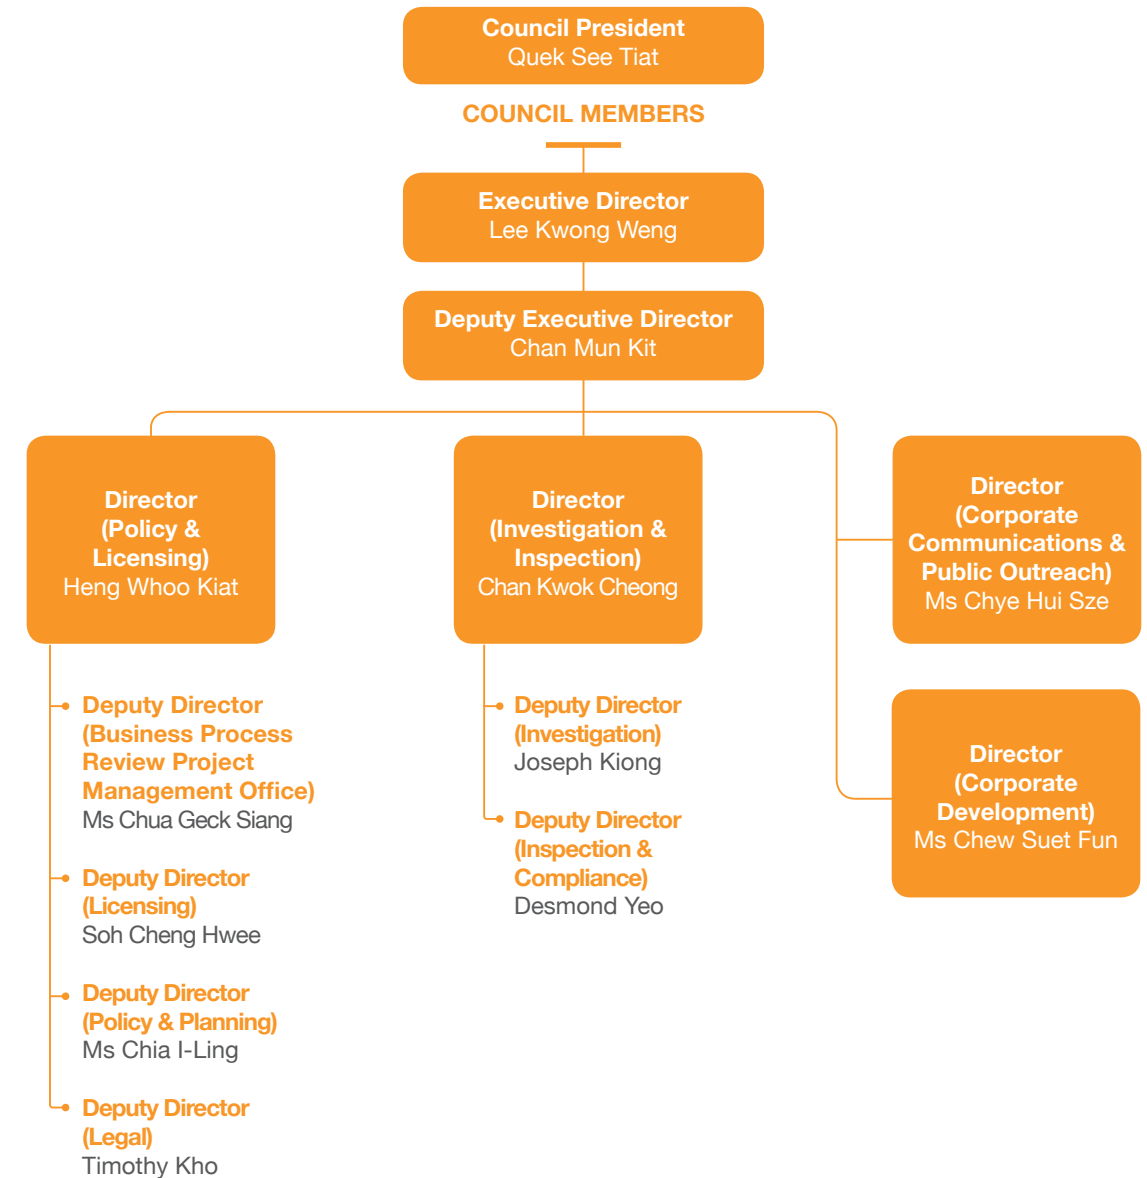 Council President
Quek See Tiat
COUNCIL MEMBERS
Executive Director
Lee Kwong Weng
Deputy Executive Director
Chan Mun Kit
Director
(Policy &
Licensing)
Heng Whoo Kiat
Deputy Director
(Business Process
Review Project
Management Office)
Ms Chua Geck Siang
Deputy Director
(Licensing)
Soh Cheng Hwee
Deputy Director
(Policy & Planning)
Ms Chia I-Ling
Deputy Director
(Legal)
Timothy Kho
Director
(Investigation &
Inspection)
Chan Kwok Cheong
Deputy Director
(Investigation)
Joseph Kiong
Deputy Director
(Inspection &
Compliance)
Desmond Yeo
Director
(Corporate
Communications &
Public Outreach)
Ms Chye Hui Sze
Director
(Corporate
Development)
Ms Chew Suet Fun